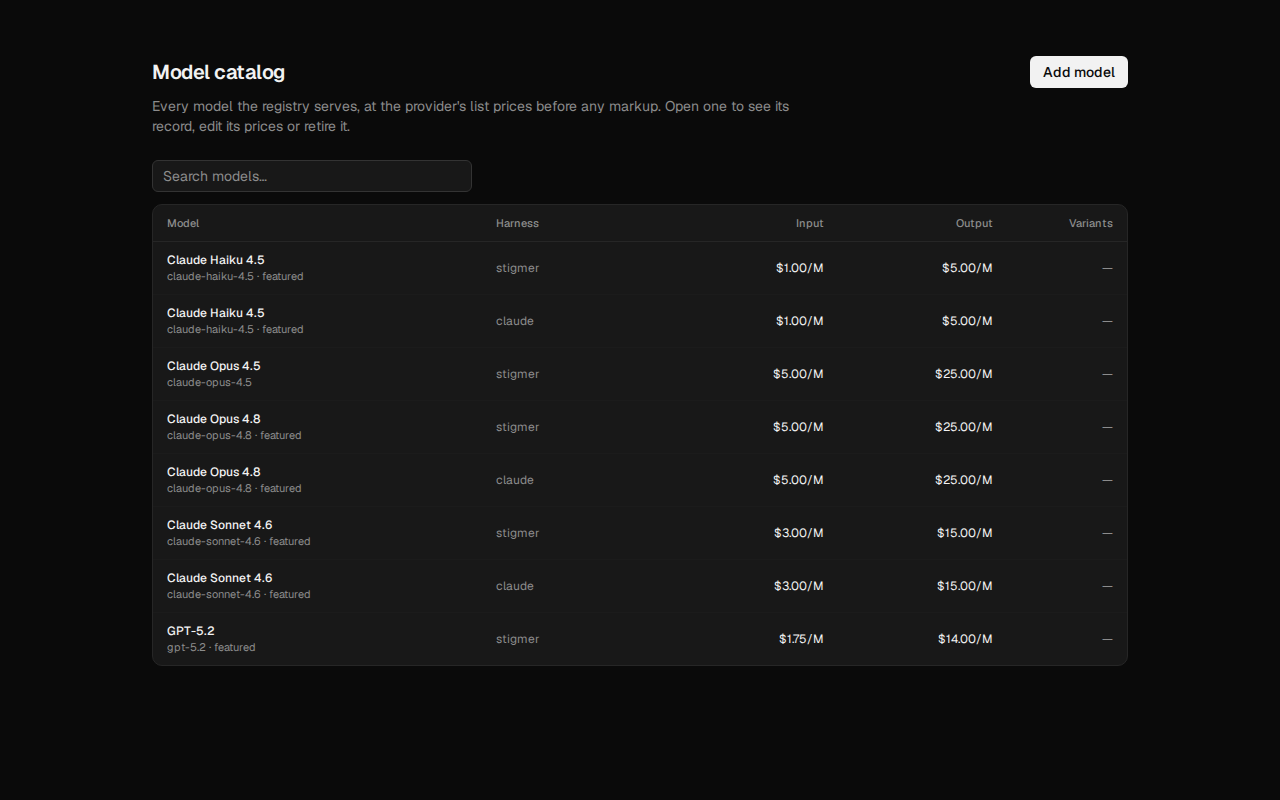 Model catalog
Add model
Every model the registry serves, at the provider's list prices before any markup. Open one to see its
record, edit its prices or retire it.
Search models...
Model Harness Input Output Variants
Claude Haiku 4.5
claude-haiku-4.5 · featured
stigmer $1.00/M $5.00/M —
Claude Haiku 4.5
claude-haiku-4.5 · featured
claude $1.00/M $5.00/M —
Claude Opus 4.5
claude-opus-4.5
stigmer $5.00/M $25.00/M —
Claude Opus 4.8
claude-opus-4.8 · featured
stigmer $5.00/M $25.00/M —
Claude Opus 4.8
claude-opus-4.8 · featured
claude $5.00/M $25.00/M —
Claude Sonnet 4.6
claude-sonnet-4.6 · featured
stigmer $3.00/M $15.00/M —
Claude Sonnet 4.6
claude-sonnet-4.6 · featured
claude $3.00/M $15.00/M —
GPT-5.2
gpt-5.2 · featured
stigmer $1.75/M $14.00/M —